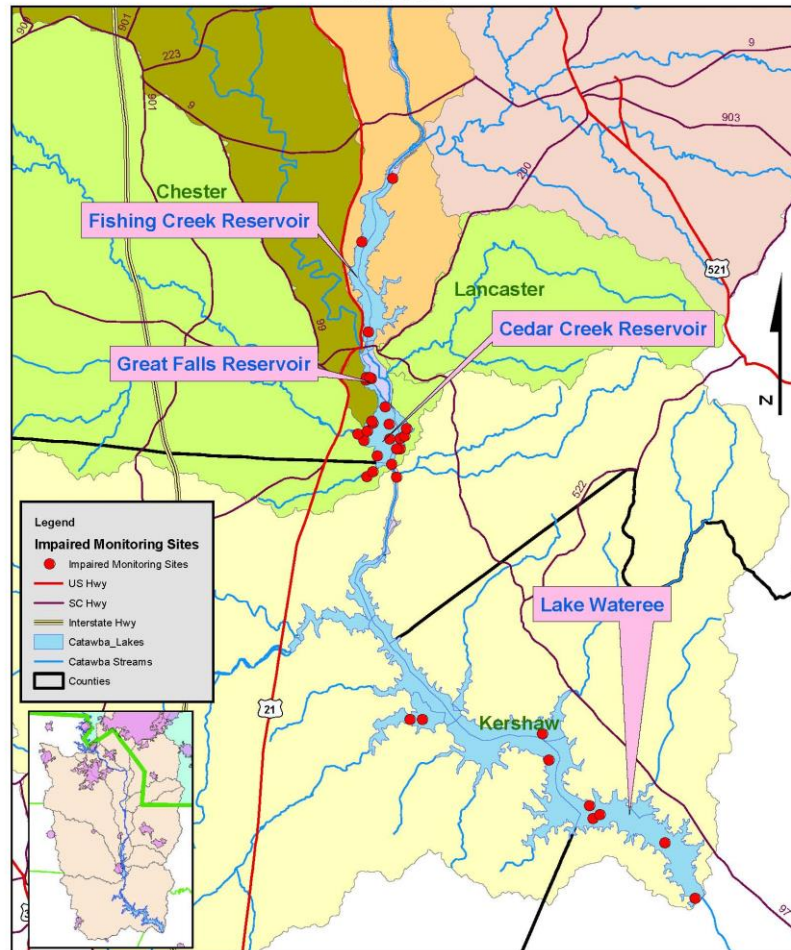 901
900
223
9
901
9
903
200
Chester
Fishing Creek Reservoir
521
Lancaster
Cedar Creek Reservoir
99
Great Falls Reservoir
N
522
Legend
Impaired Monitoring Sites
Impaired Monitoring Sites
US Hwy
SC Hwy
Interstate Hwy
Catawba_Lakes
Catawba Streams
Counties
Lake Wateree
21
Kershaw
97